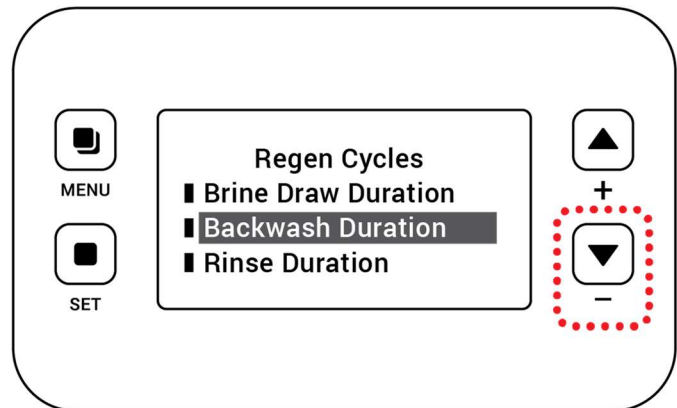 Regen Cycles
Brine Draw Duration
Backwash Duration
Rinse Duration
MENU
SET
+
−